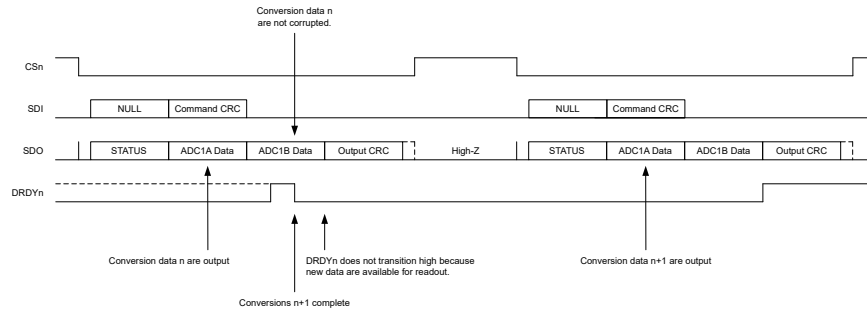 Conversion data n
are not corrupted.
CSn
SDI
NULL
Command CRC
NULL
Command CRC
SDO
STATUS
ADC1A Data
ADC1B Data
Output CRC
High-Z
STATUS
ADC1A Data
ADC1B Data
Output CRC
DRDYn
Conversion data n are output
DRDYn does not transition high because
new data are available for readout.
Conversion data n+1 are output
Conversions n+1 complete